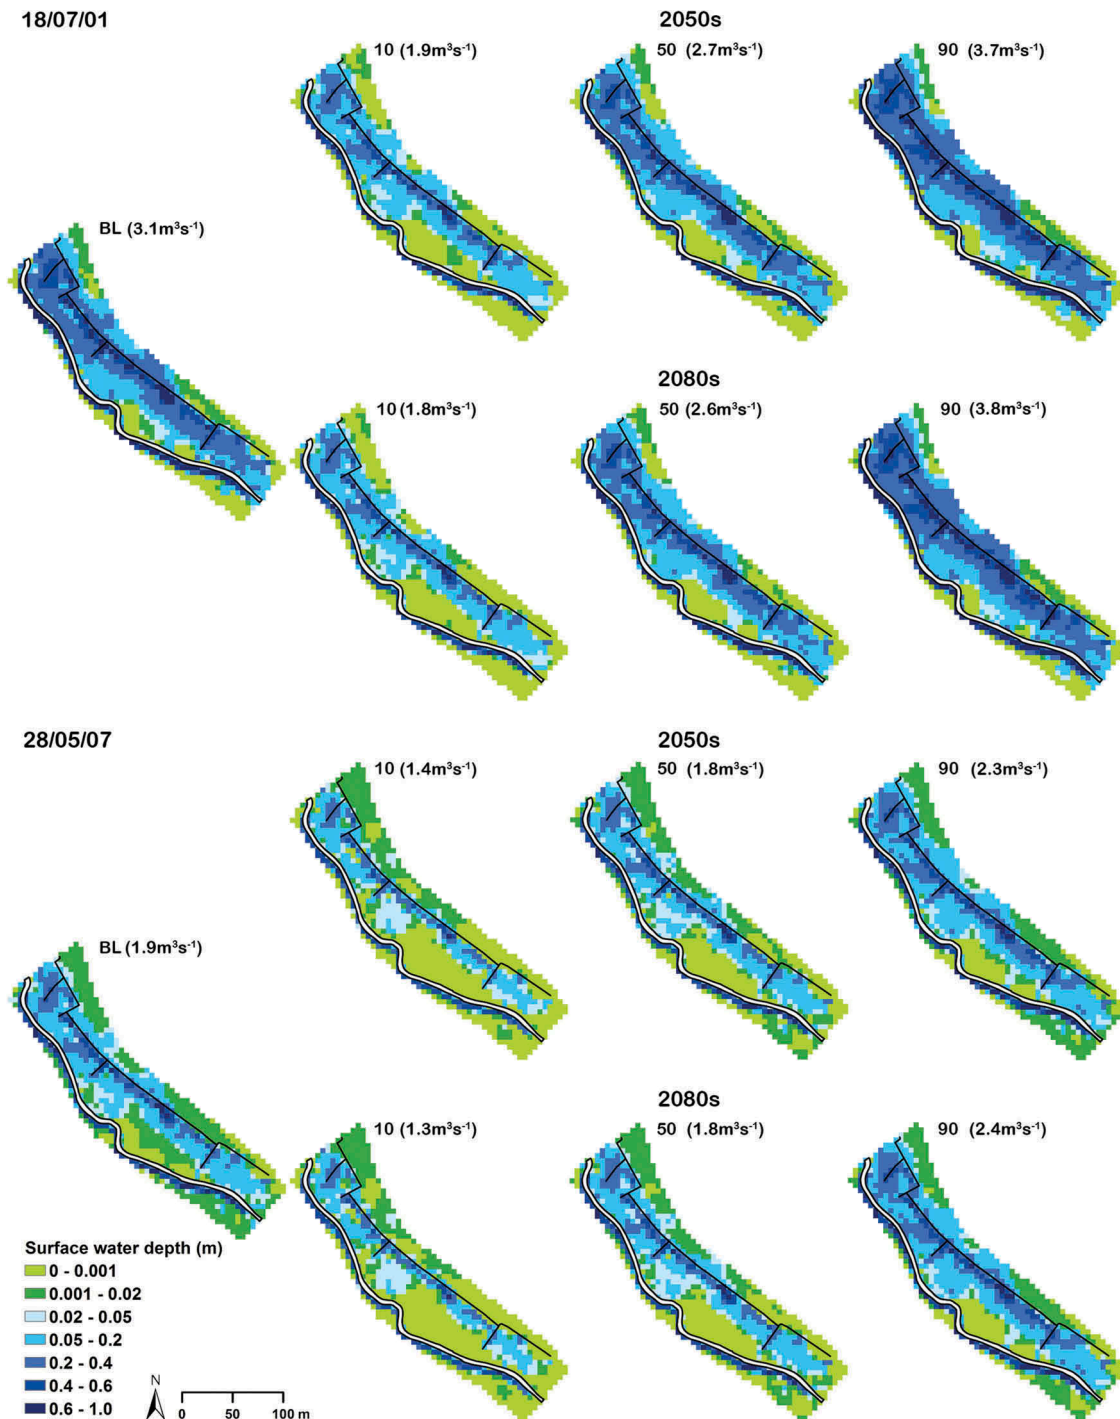 18/07/01
2050s
10 (1.9m³s⁻¹)
50 (2.7m³s⁻¹)
90 (3.7m³s⁻¹)
BL (3.1m³s⁻¹)
2080s
10 (1.8m³s⁻¹)
50 (2.6m³s⁻¹)
90 (3.8m³s⁻¹)
28/05/07
2050s
10 (1.4m³s⁻¹)
50 (1.8m³s⁻¹)
90 (2.3m³s⁻¹)
BL (1.9m³s⁻¹)
2080s
10 (1.3m³s⁻¹)
50 (1.8m³s⁻¹)
90 (2.4m³s⁻¹)
Surface water depth (m)
0 - 0.001
0.001 - 0.02
0.02 - 0.05
0.05 - 0.2
0.2 - 0.4
0.4 - 0.6
0.6 - 1.0
N
0 50 100 m